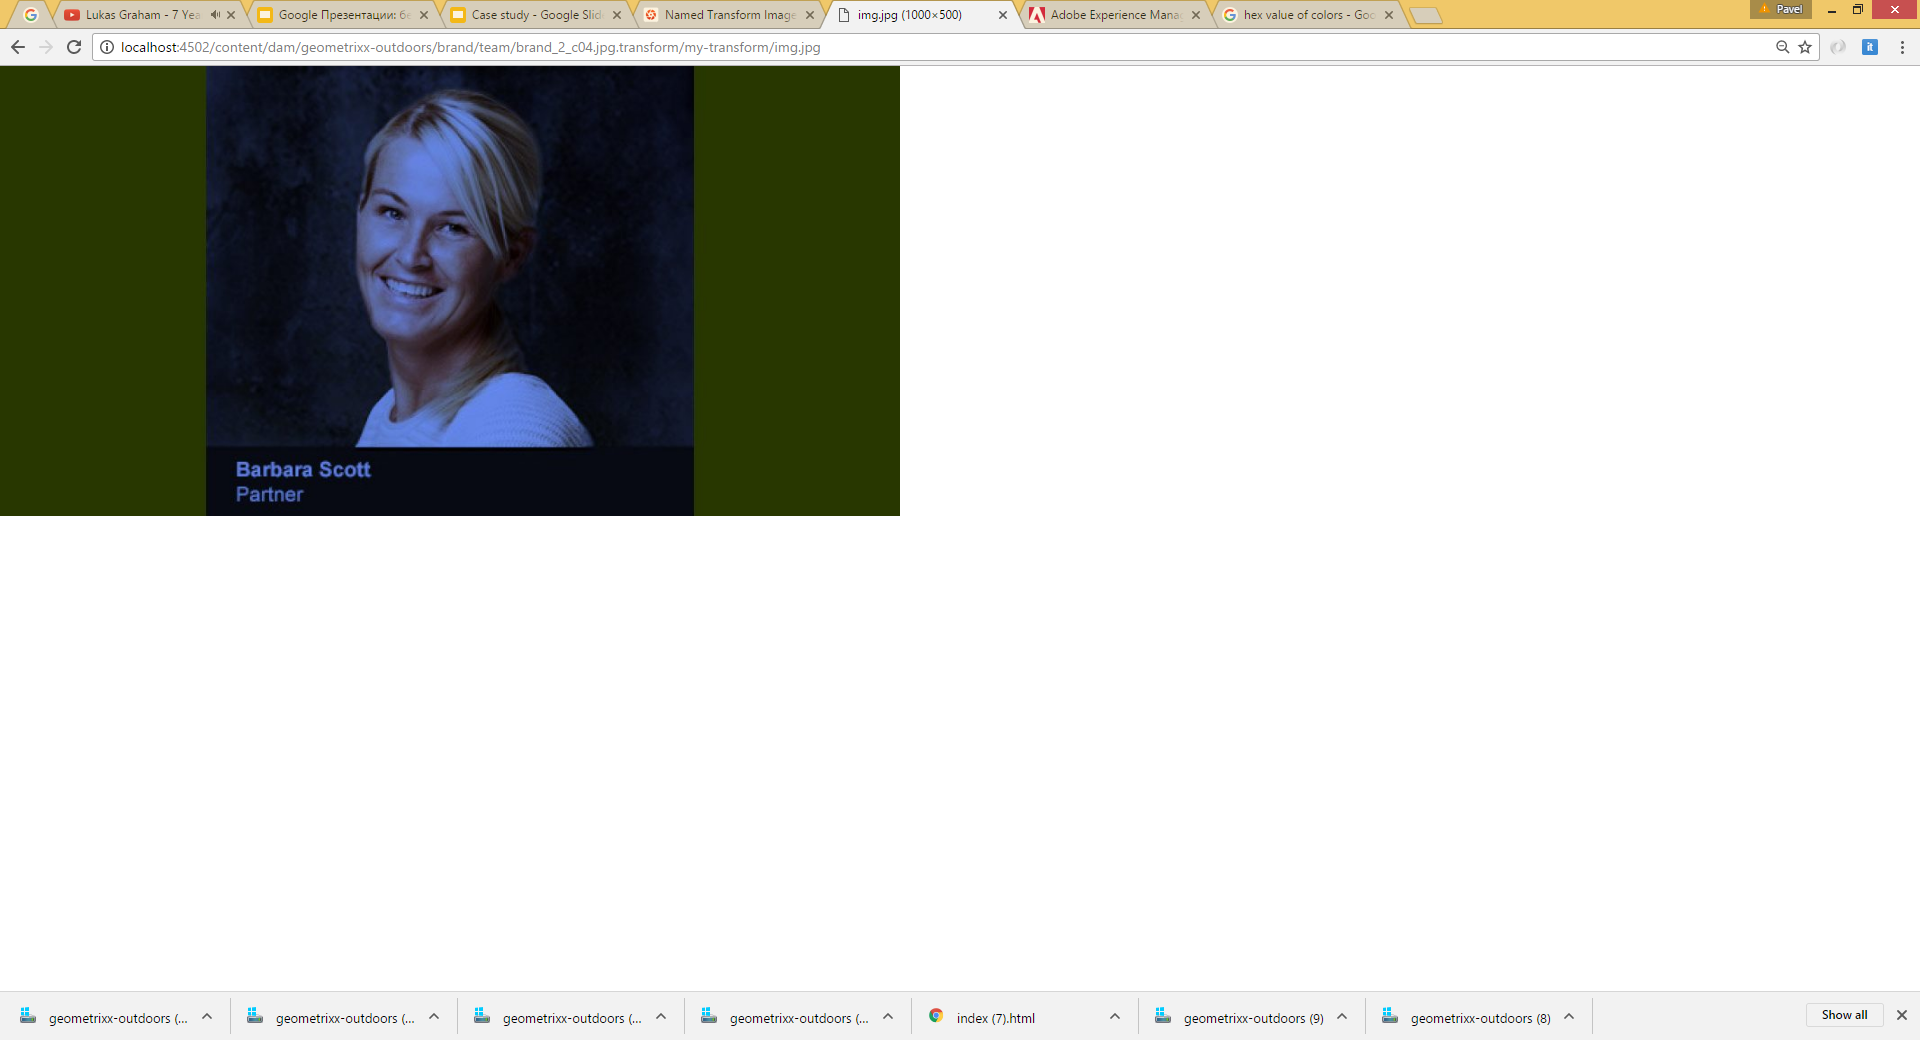 Lukas Graham - 7 Yea
Google Презентации: бе
Case study - Google Slid
Named Transform Image
img.jpg (1000×500)
Adobe Experience Mana
hex value of colors - Goo
Pavel
localhost:4502/content/dam/geometrixx-outdoors/brand/team/brand_2_c04.jpg.transform/my-transform/img.jpg
it
Barbara Scott
Partner
geometrixx-outdoors (...
geometrixx-outdoors (...
geometrixx-outdoors (...
geometrixx-outdoors (...
index (7).html
geometrixx-outdoors (9)
geometrixx-outdoors (8)
Show all